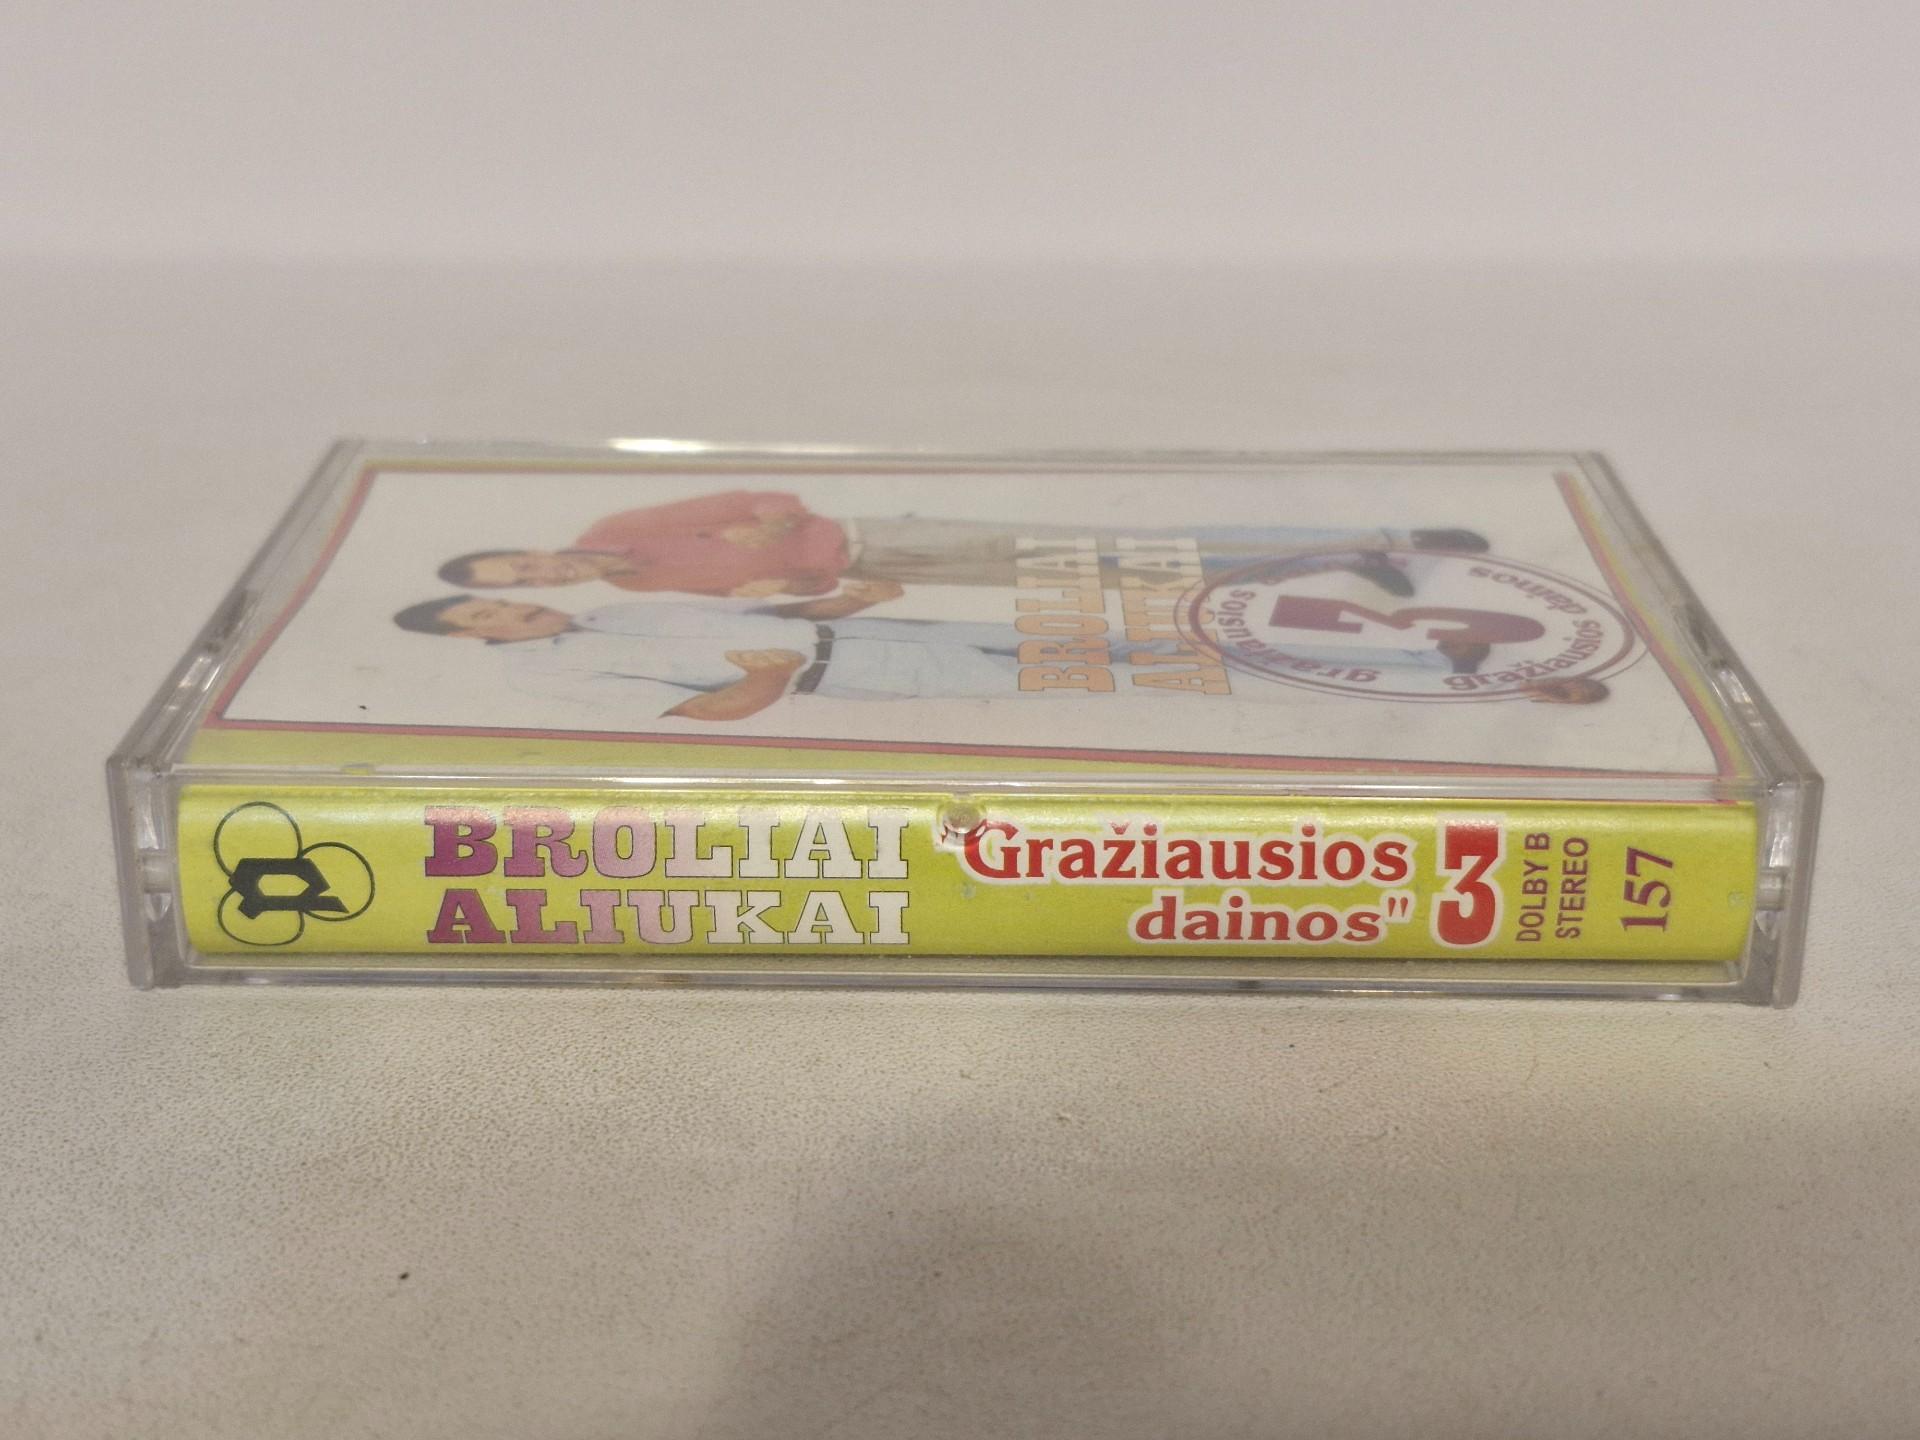 BROLIAI
ALIUKAI
gražiausios
dainos
3
gražiausios
dainos
BROLIAI
ALIUKAI
"Gražiausios
dainos"
3
DOLBY B
STEREO
157